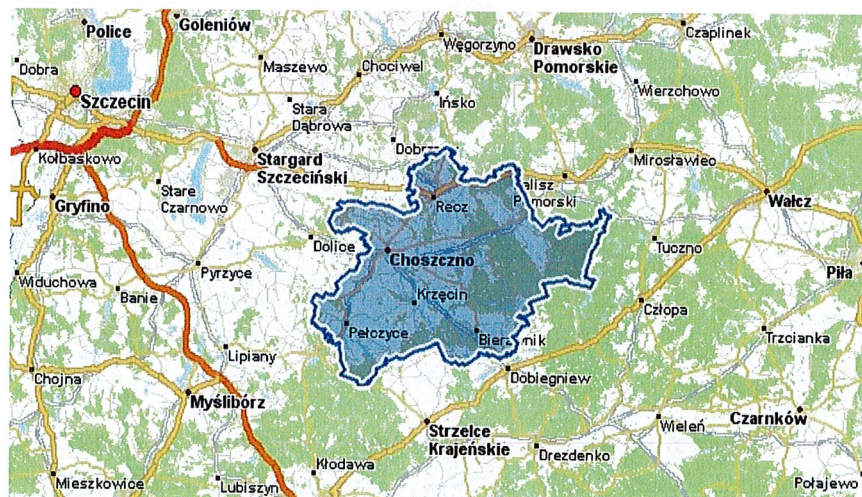 Police
Goleniów
Węgorzyno
Drawsko
Pomorskie
Czaplinek
Dobra
Maszewo
Chociwel
Szczecin
Stara
Dąbrowa
Ińsko
Wierzchowo
Kołbaskowo
Stargard
Szczeciński
Mirosławiec
Stare
Czarnowo
Gryfino
Recz
Pomorski
Wałcz
Dolice
Choszczno
Tuczno
Piła
Widuchowa
Banie
Pyrzyce
Krzęcin
Człopa
Pełczyce
Trzcianka
Lipiany
Chojna
Myślibórz
Dobiegniew
Strzelce
Krajeńskie
Wieleń
Czarnków
Drezdenko
Kłodawa
Mieszkowice
Lubiszyn
Połajewo